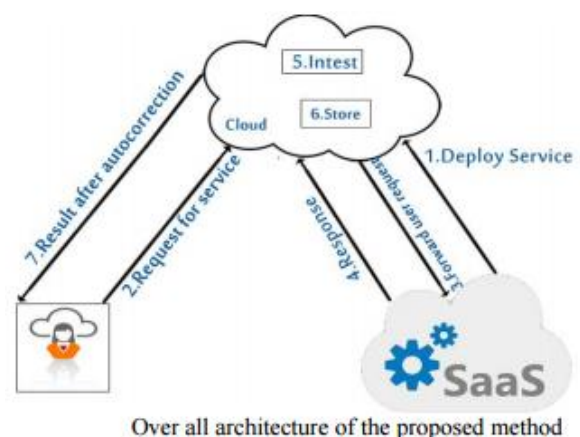 5.Intest
6.Store
Cloud
1.Deploy Service
7.Result after autocorrection
2.Request for service
4.Response
3.Forward user request
SaaS
Over all architecture of the proposed method